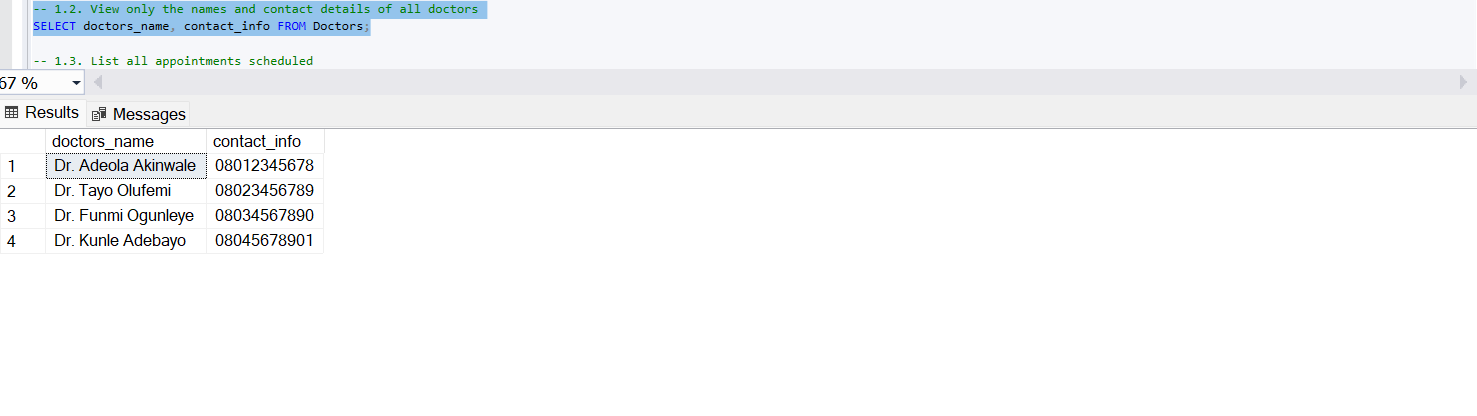 -- 1.2. View only the names and contact details of all doctors
SELECT doctors_name, contact_info FROM Doctors;
-- 1.3. List all appointments scheduled
67 %
Results Messages
doctors_name contact_info
1 Dr. Adeola Akinwale 08012345678
2 Dr. Tayo Olufemi 08023456789
3 Dr. Funmi Ogunleye 08034567890
4 Dr. Kunle Adebayo 08045678901